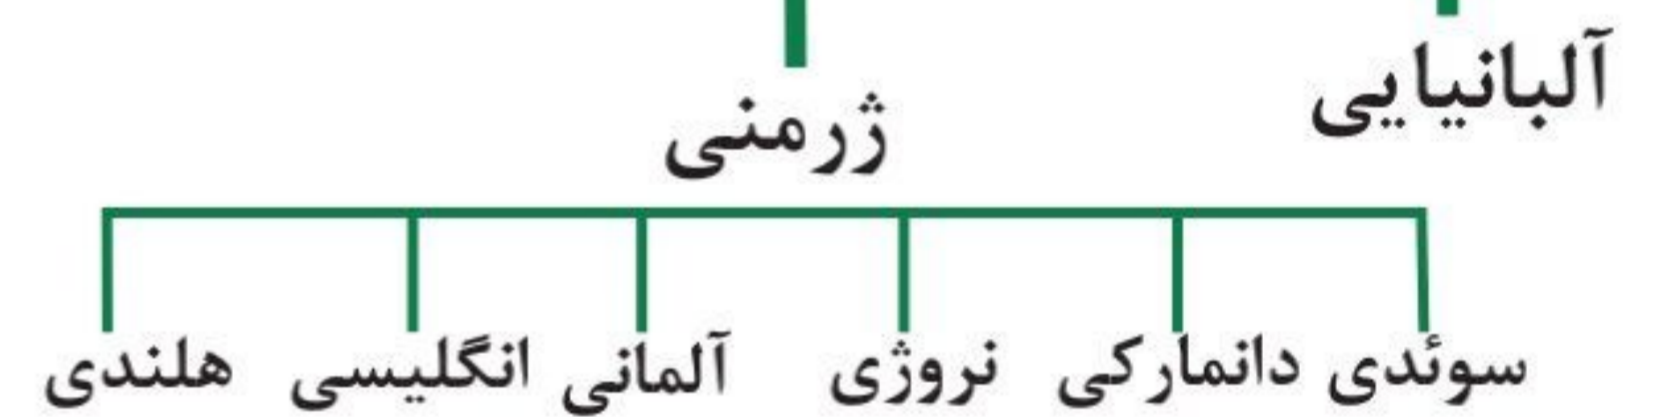 آلبانیایی
ژرمنی
سوئدی دانمارکی نروژی آلمانی انگلیسی هلندی